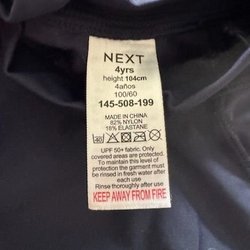 NEXT
4yrs
height 104cm
4años
100/60
145-508-199
MADE IN CHINA
82% NYLON
18% ELASTANE
UPF 50+ fabric. Only
covered areas are protected.
To maintain this level of
protection the garment must
be rinsed in fresh water after
each use
Rinse thoroughly after use
KEEP AWAY FROM FIRE